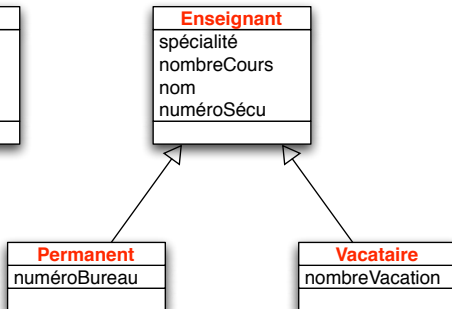 Enseignant
spécialité
nombreCours
nom
numéroSécu
Permanent
numéroBureau
Vacataire
nombreVacation